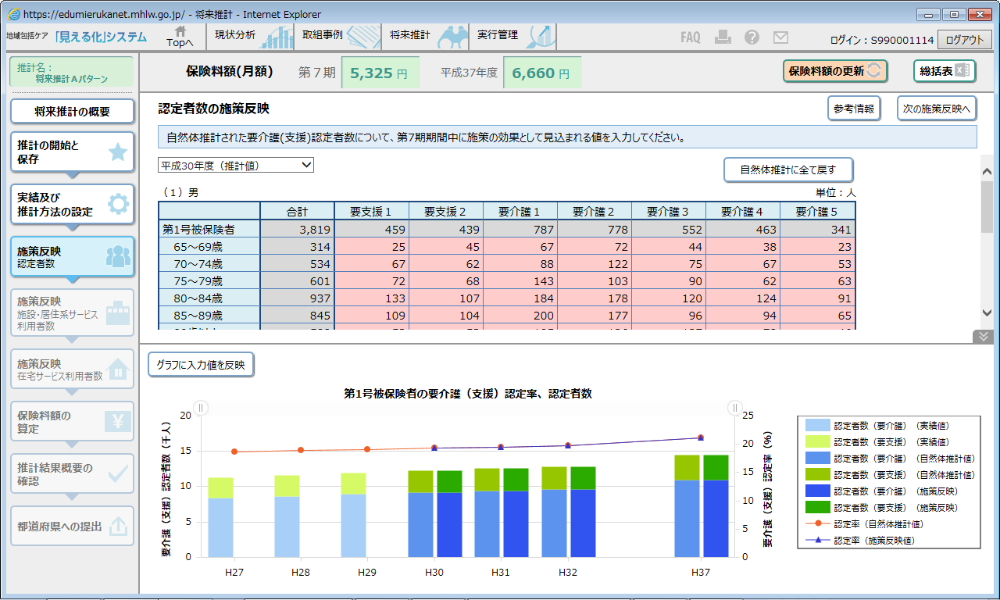 https://edumierukanet.mhlw.go.jp/ - 将来推計 - Internet Explorer
地域包括ケア 「見える化」システム
Topへ
現状分析
取組事例
将来推計
実行管理
FAQ
ログイン：S990001114
ログアウト
推計名：
将来推計Ａパターン
保険料額(月額)
第７期
5,325 円
平成37年度
6,660 円
保険料額の更新
総括表
将来推計の概要
推計の開始と
保存
実績及び
推計方法の設定
施策反映
認定者数
施策反映
施設・居住系サービス
利用者数
施策反映
在宅サービス利用者数
保険料額の
算定
¥
推計結果概要の
確認
都道府県への提出
認定者数の施策反映
参考情報
次の施策反映へ
自然体推計された要介護(支援)認定者数について、第7期期間中に施策の効果として見込まれる値を入力してください。
平成30年度（推計値）
自然体推計に全て戻す
（１）男
単位：人
合計 要支援１ 要支援２ 要介護１ 要介護２ 要介護３ 要介護４ 要介護５
第1号被保険者 3,819 459 439 787 778 552 463 341
65～69歳 314 25 45 67 72 44 38 23
70～74歳 534 67 62 88 122 75 67 53
75～79歳 601 72 68 143 103 90 62 63
80～84歳 937 133 107 184 178 120 124 91
85～89歳 845 109 104 200 177 96 94 65
グラフに入力値を反映
第1号被保険者の要介護（支援）認定率、認定者数
要介護（支援）認定者数（千人）
20
15
10
5
0
H27 H28 H29 H30 H31 H32 H37
25
20
15
10
5
0
要介護（支援）認定率（%）
認定者数（要介護）（実績値）
認定者数（要支援）（実績値）
認定者数（要介護）（自然体推計値）
認定者数（要支援）（自然体推計値）
認定者数（要介護）（施策反映）
認定者数（要支援）（施策反映）
認定率（自然体推計値）
認定率（施策反映値）